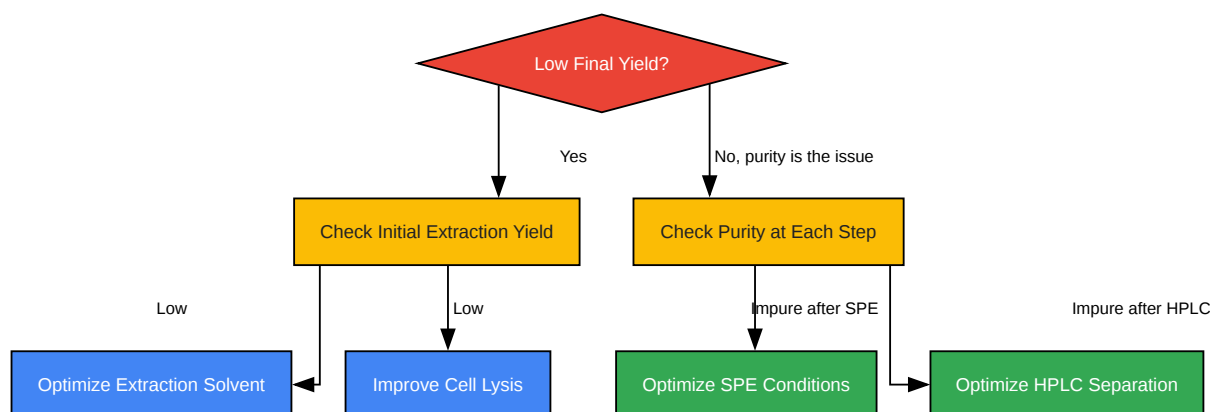 Low Final Yield?
Yes
No, purity is the issue
Check Initial Extraction Yield
Check Purity at Each Step
Low
Low
Impure after SPE
Impure after HPLC
Optimize Extraction Solvent
Improve Cell Lysis
Optimize SPE Conditions
Optimize HPLC Separation